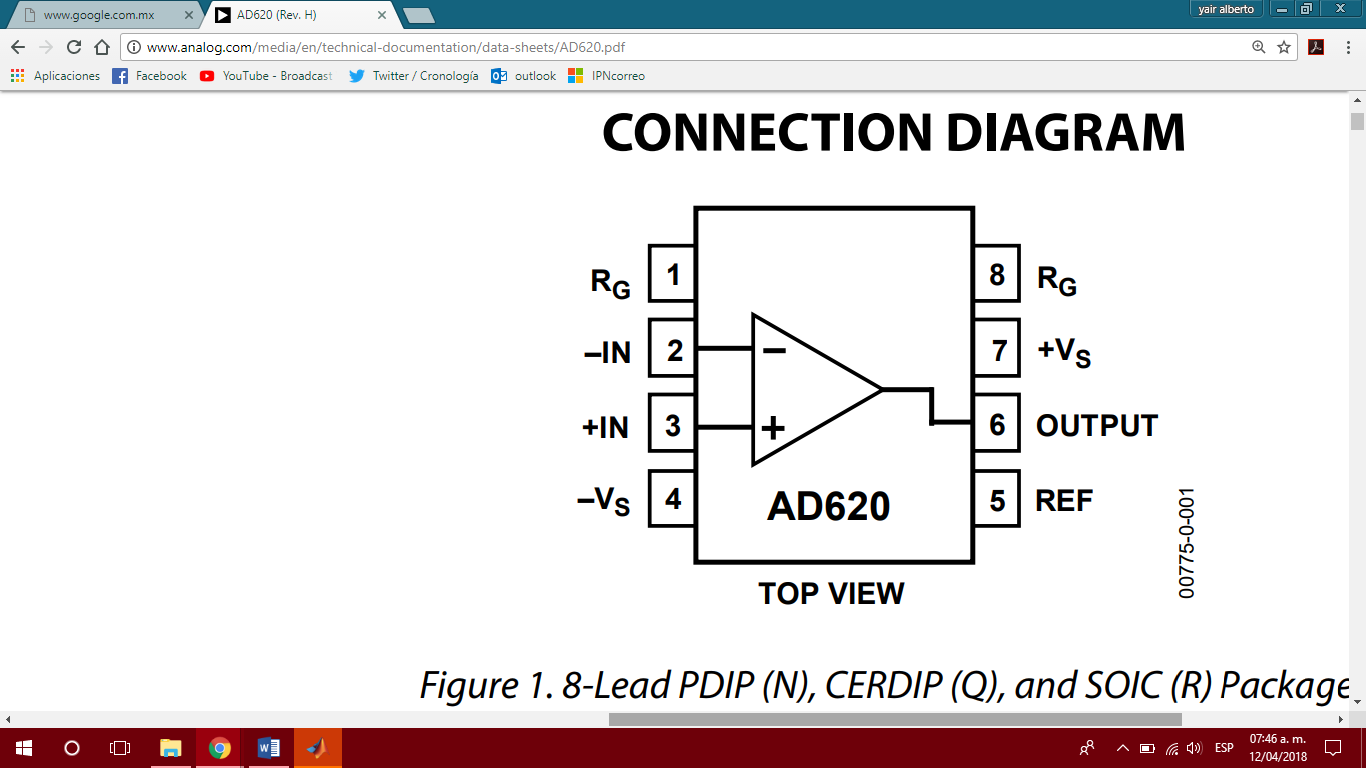 www.google.com.mx
AD620 (Rev. H)
yair alberto
www.analog.com/media/en/technical-documentation/data-sheets/AD620.pdf
Aplicaciones Facebook YouTube - Broadcast Twitter / Cronología outlook IPNcorreo
CONNECTION DIAGRAM
RG 1 8 RG
–IN 2 – 7 +VS
+IN 3 + 6 OUTPUT
–VS 4 AD620 5 REF
00775-0-001
TOP VIEW
Figure 1. 8-Lead PDIP (N), CERDIP (Q), and SOIC (R) Package
ESP
07:46 a. m.
12/04/2018